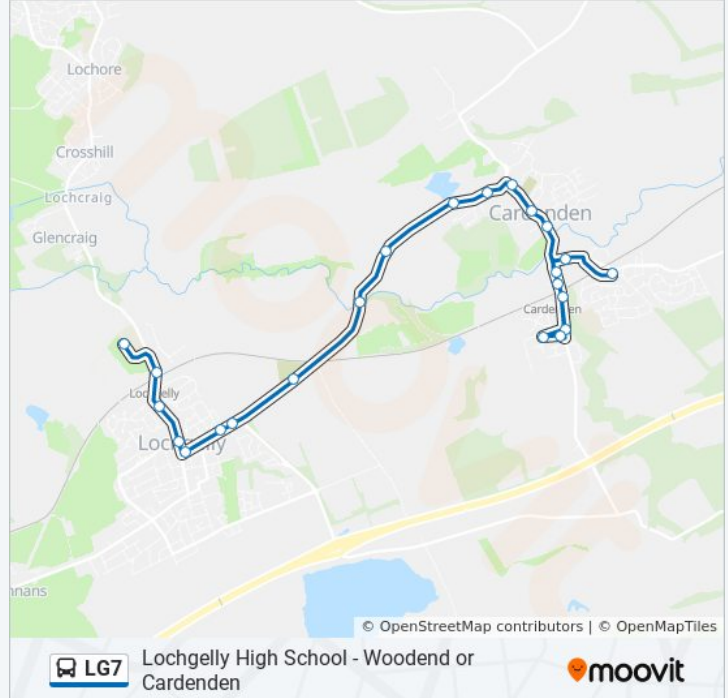 Lochore
Crosshill
Lochcraig
Glencraig
Cardenden
Cardenden
Lochgelly
Lochgelly
nnans
© OpenStreetMap contributors | © OpenMapTiles
LG7
Lochgelly High School - Woodend or
Cardenden
moovit